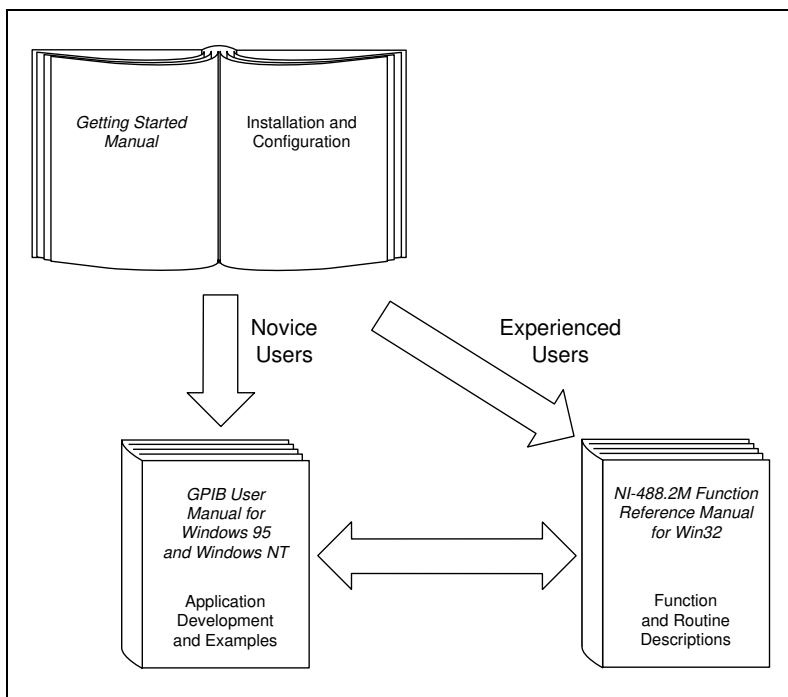 Getting Started
Manual
Installation and
Configuration
Novice
Users
Experienced
Users
GPIB User
Manual for
Windows 95
and Windows NT
Application
Development
and Examples
NI-488.2M Function
Reference Manual
for Win32
Function
and Routine
Descriptions